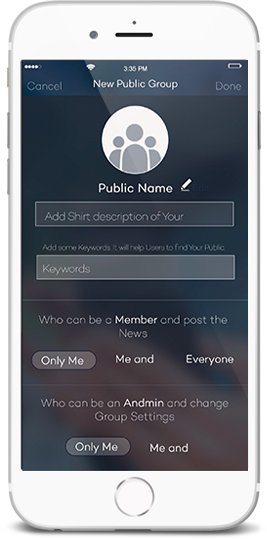 3:35 PM
Cancel New Public Group Done
Public Name
Add Shirt description of Your
Add some Keywords. It will help Users to find Your Public.
Keywords
Who can be a Member and post the
News
Only Me Me and Everyone
Who can be an Andmin and change
Group Settings
Only Me Me and